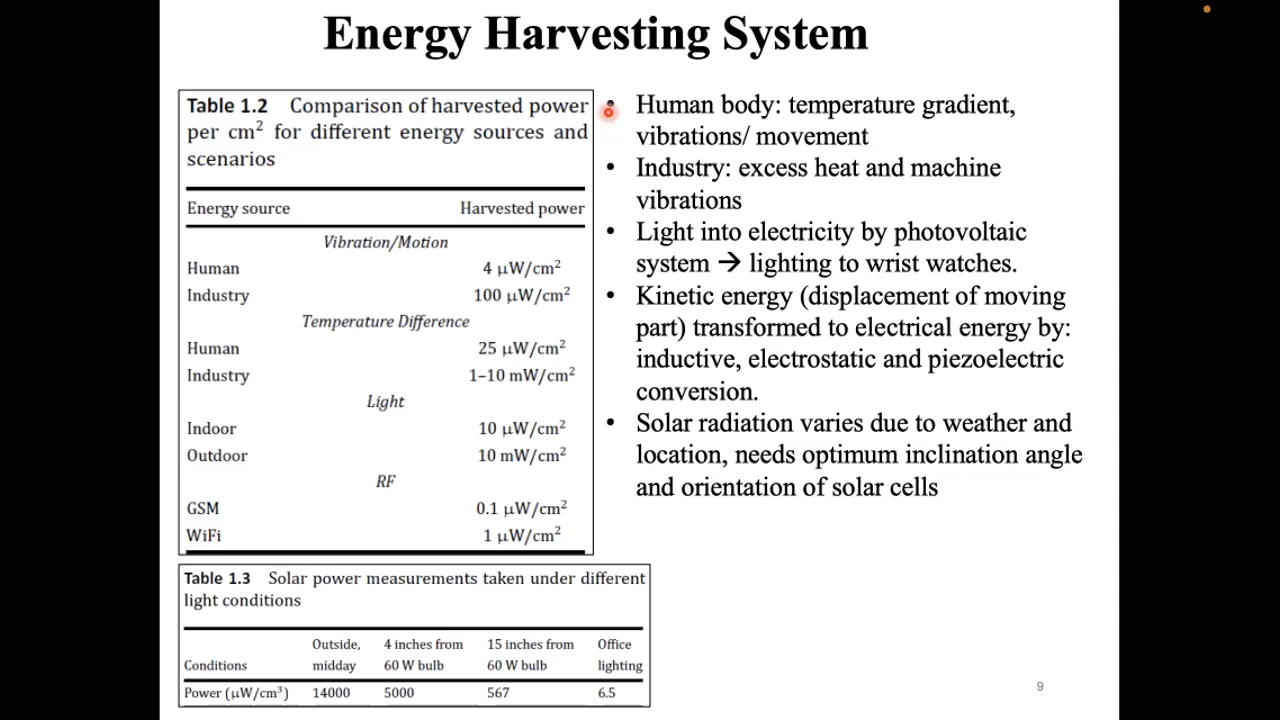 Energy Harvesting System
Table 1.2 Comparison of harvested power
per cm² for different energy sources and
scenarios
Energy source Harvested power
Vibration/Motion
Human 4 μW/cm²
Industry 100 μW/cm²
Temperature Difference
Human 25 μW/cm²
Industry 1–10 mW/cm²
Light
Indoor 10 μW/cm²
Outdoor 10 mW/cm²
RF
GSM 0.1 μW/cm²
WiFi 1 μW/cm²
Table 1.3 Solar power measurements taken under different
light conditions
Outside, 4 inches from 15 inches from Office
Conditions midday 60 W bulb 60 W bulb lighting
Power (μW/cm³) 14000 5000 567 6.5
• Human body: temperature gradient,
vibrations/ movement
• Industry: excess heat and machine
vibrations
• Light into electricity by photovoltaic
system → lighting to wrist watches.
• Kinetic energy (displacement of moving
part) transformed to electrical energy by:
inductive, electrostatic and piezoelectric
conversion.
• Solar radiation varies due to weather and
location, needs optimum inclination angle
and orientation of solar cells
9